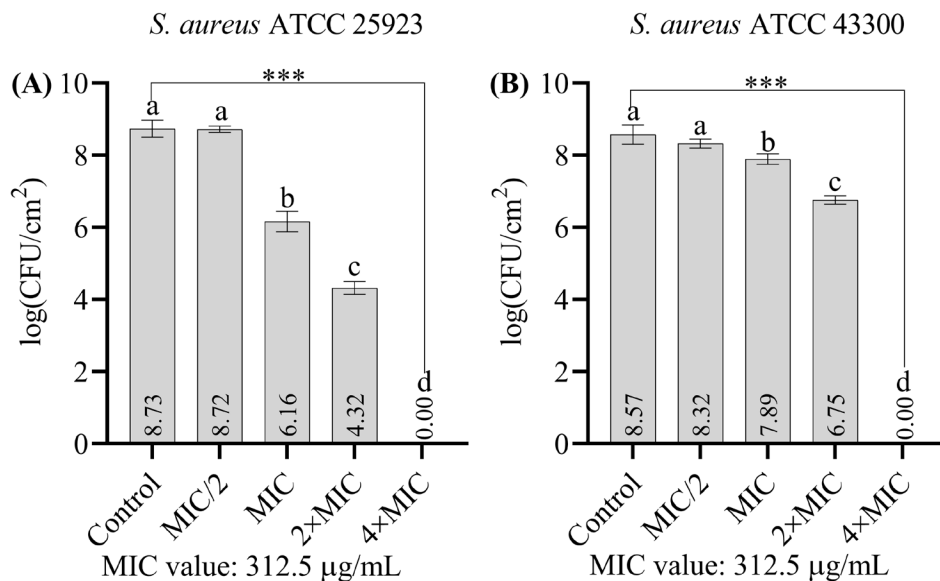 S. aureus ATCC 25923
(A)
***
log(CFU/cm²)
10
8
6
4
2
0
a
a
b
c
d
8.73
8.72
6.16
4.32
0.00
Control
MIC/2
MIC
2×MIC
4×MIC
MIC value: 312.5 µg/mL
S. aureus ATCC 43300
(B)
***
log(CFU/cm²)
10
8
6
4
2
0
a
a
b
c
d
8.57
8.32
7.89
6.75
0.00
Control
MIC/2
MIC
2×MIC
4×MIC
MIC value: 312.5 µg/mL